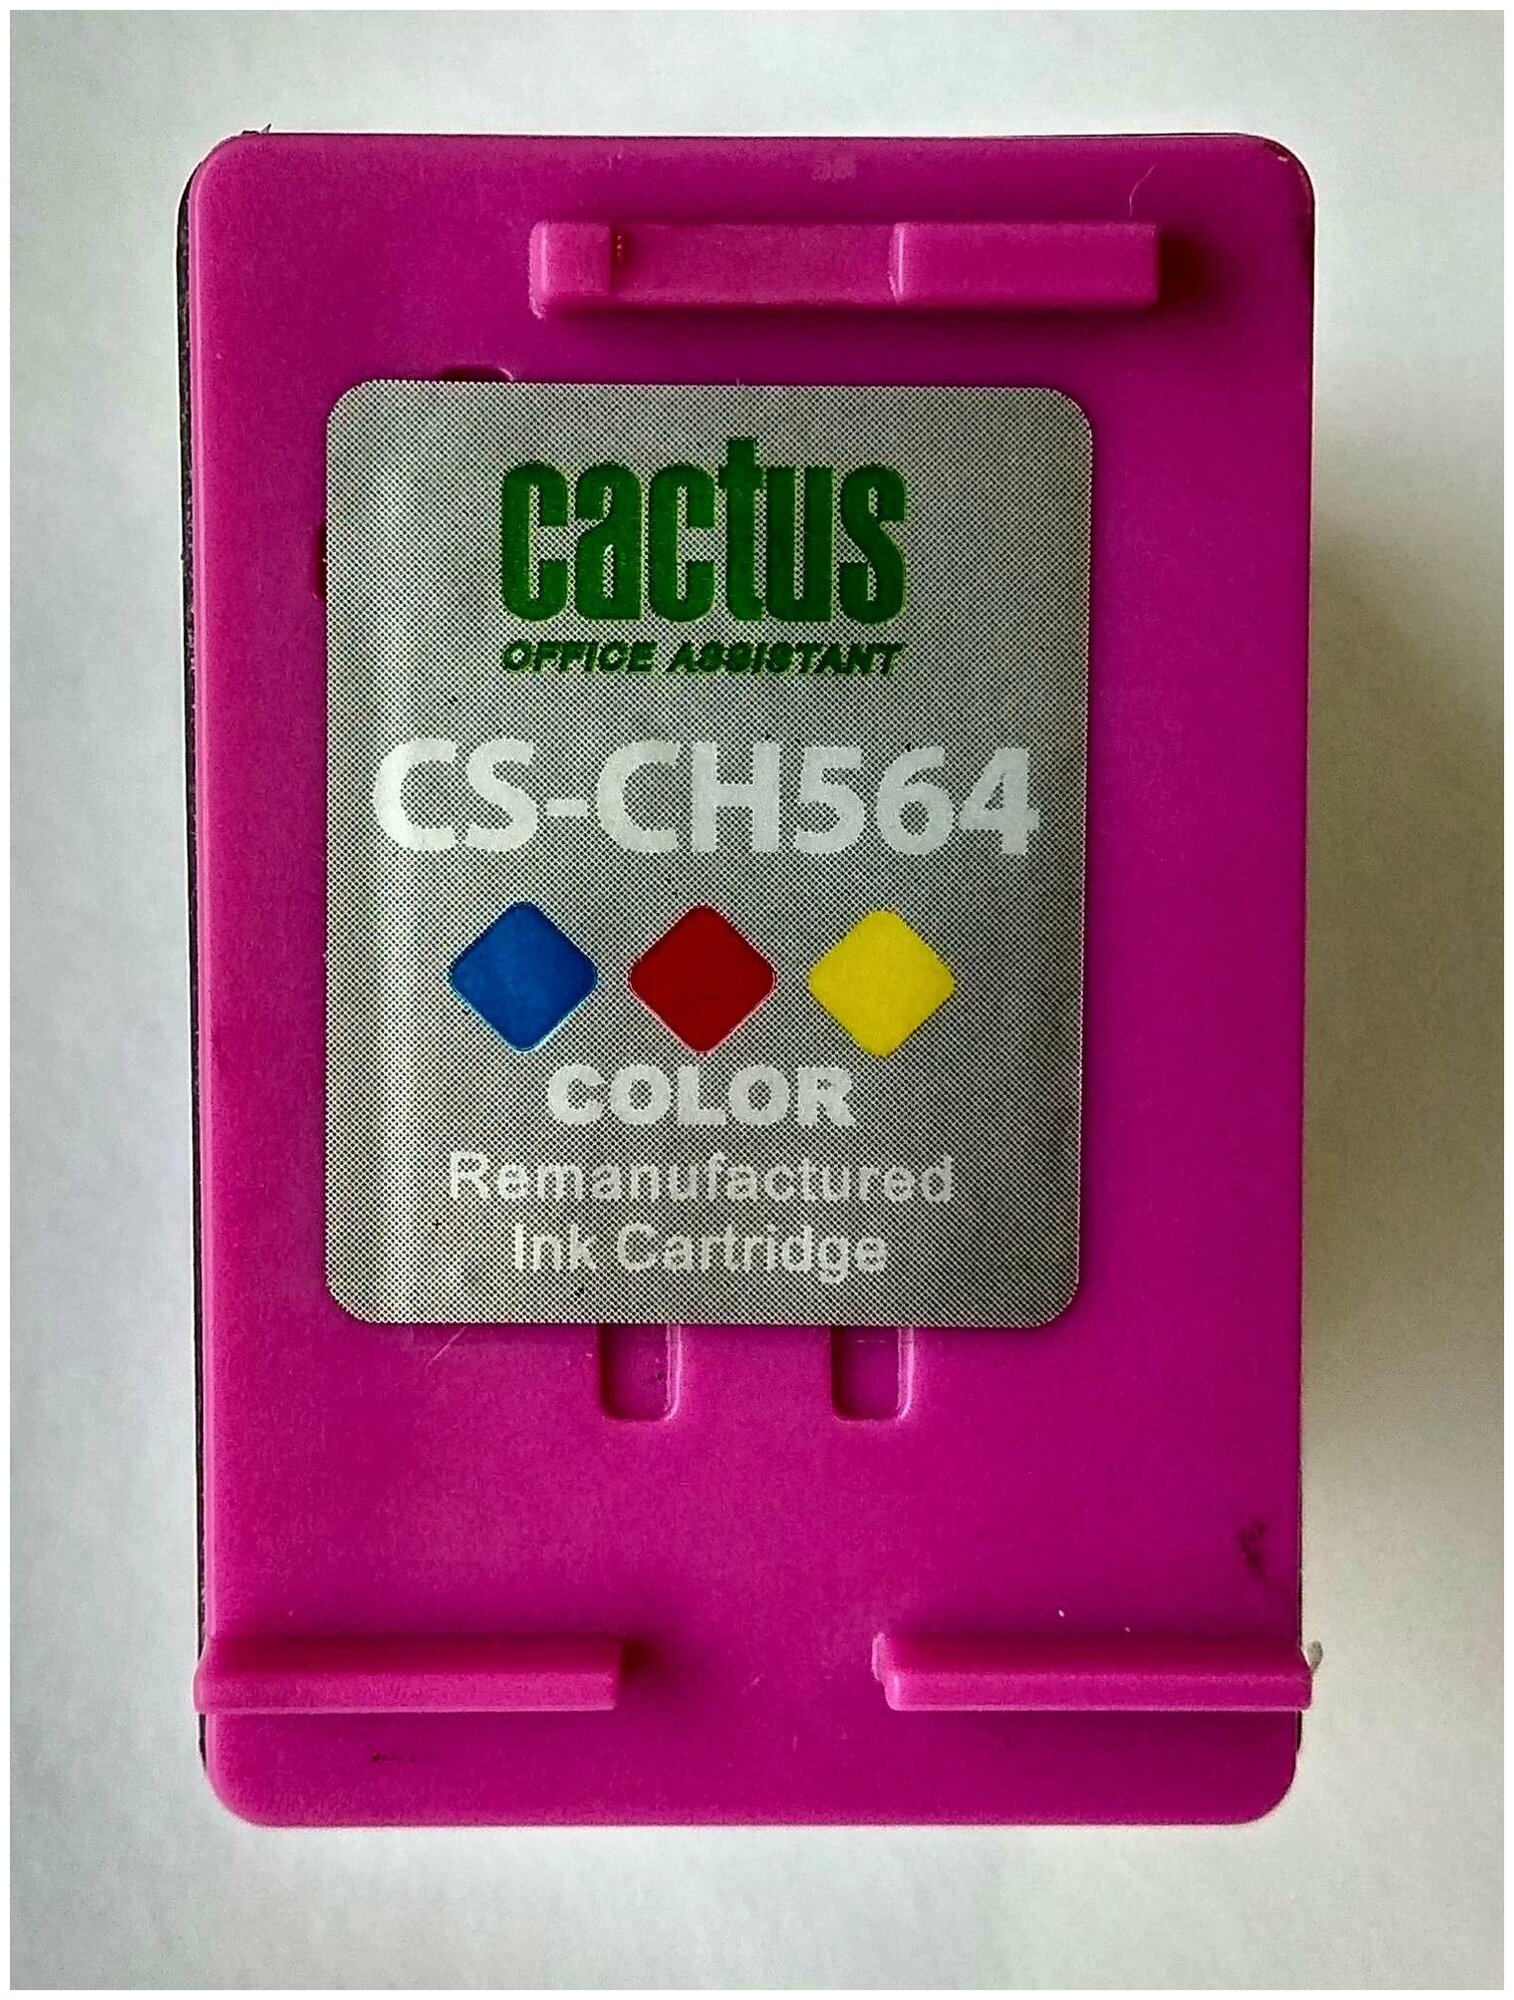 cactus
OFFICE ASSISTANT
CS-CH564
COLOR
Remanufactured
Ink Cartridge